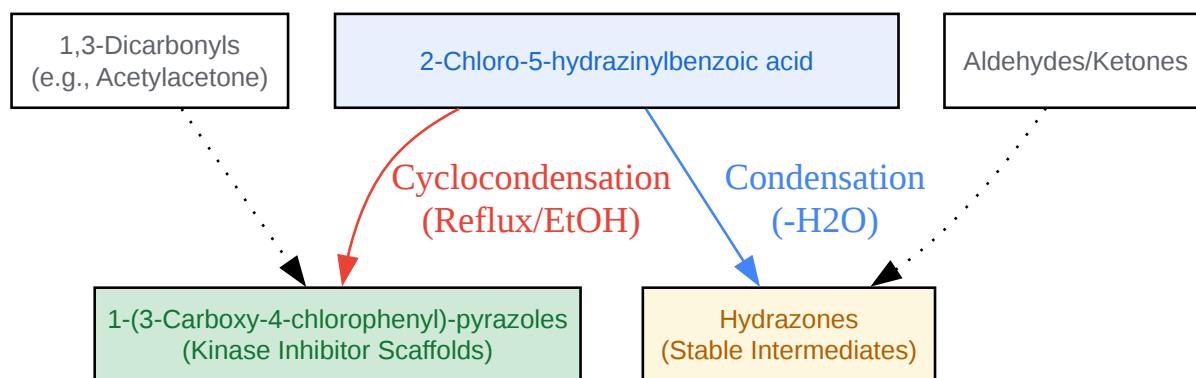 1,3-Dicarbonyls
(e.g., Acetylacetone)
2-Chloro-5-hydrazinylbenzoic acid
Aldehydes/Ketones
Cyclocondensation
(Reflux/EtOH)
Condensation
(-H2O)
1-(3-Carboxy-4-chlorophenyl)-pyrazoles
(Kinase Inhibitor Scaffolds)
Hydrazones
(Stable Intermediates)